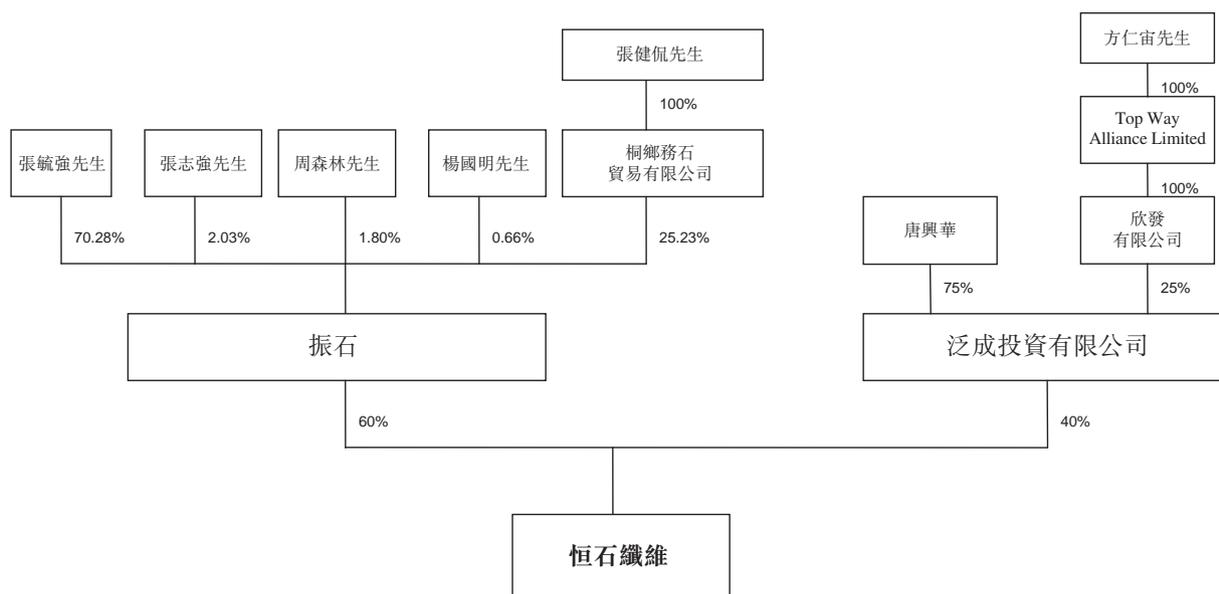 張健侃先生
方仁宙先生
100%
100%
張毓強先生
張志強先生
周森林先生
楊國明先生
桐鄉務石
貿易有限公司
Top Way
Alliance Limited
100%
70.28%
2.03%
1.80%
0.66%
25.23%
唐興華
欣發
有限公司
75%
25%
振石
泛成投資有限公司
60%
40%
恒石纖維